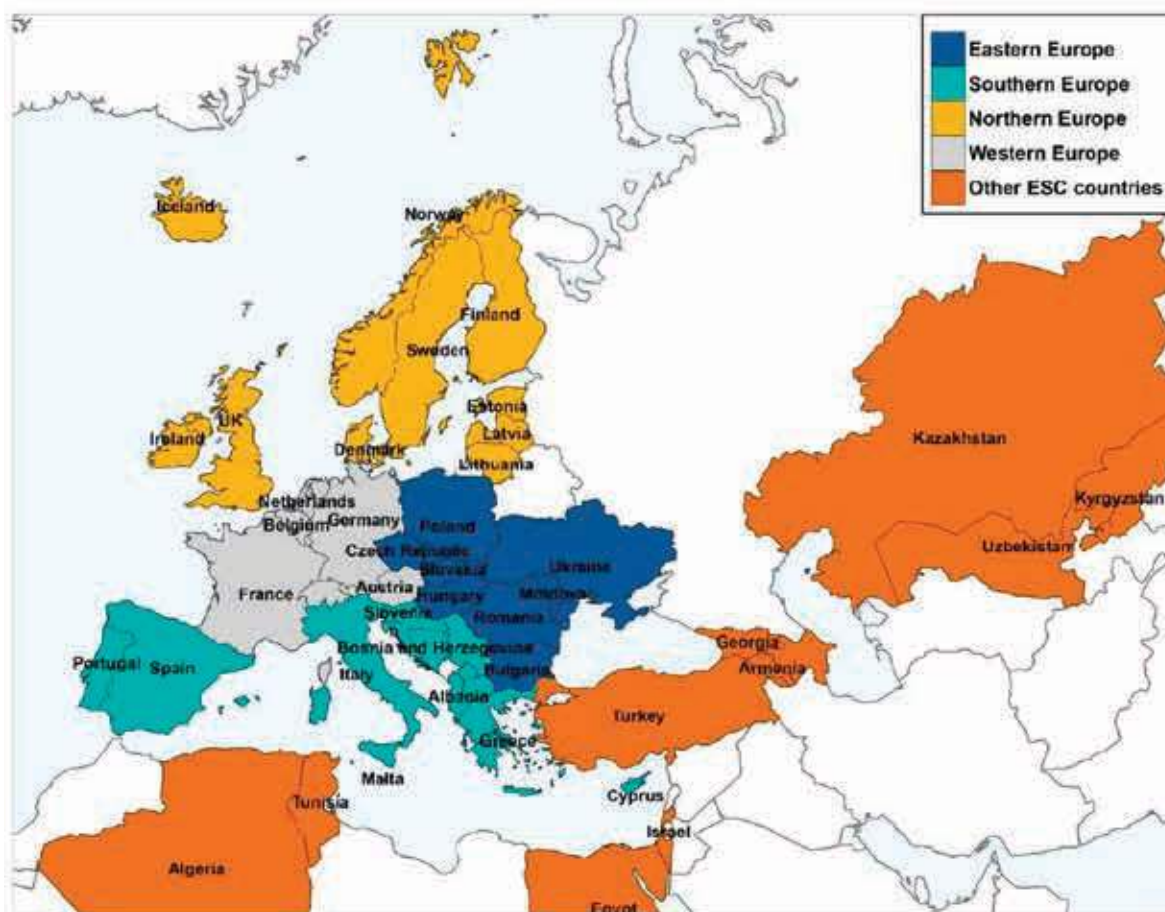 Eastern Europe
Southern Europe
Northern Europe
Western Europe
Other ESC countries
Iceland
Norway
Finland
Sweden
Estonia
UK
Ireland
Latvia
Denmark
Lithuania
Kazakhstan
Netherlands
Kyrgyzstan
Belgium
Germany
Poland
Uzbekistan
Czech Republic
Slovakia
Ukraine
Austria
France
Hungary
Moldova
Slovenia
Romania
Bosnia and Herzegovina
Georgia
Portugal
Spain
Italy
Bulgaria
Armenia
Albania
Turkey
Greece
Malta
Cyprus
Tunisia
Israel
Algeria
Egypt